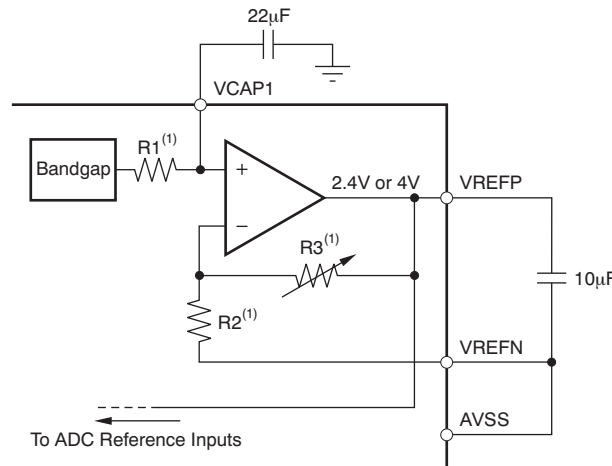 22µF
VCAP1
R1(1)
Bandgap
+
2.4V or 4V
VREFP
−
R3(1)
10µF
R2(1)
VREFN
AVSS
To ADC Reference Inputs